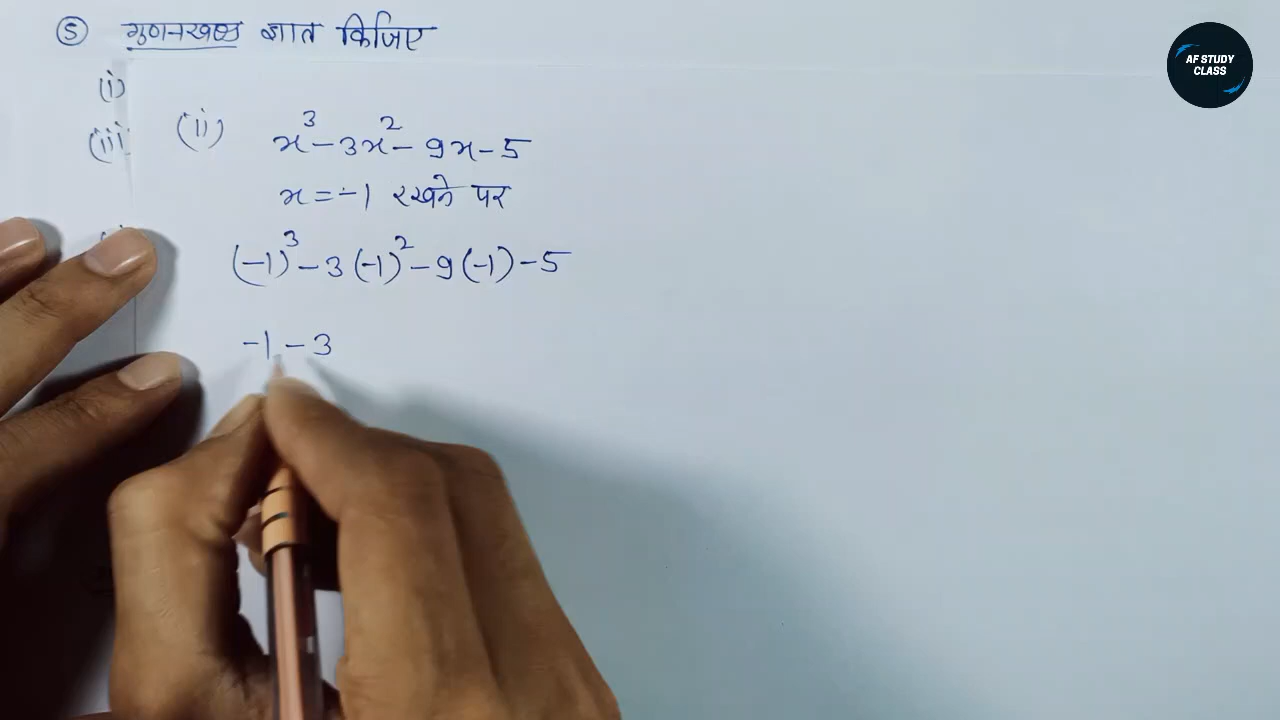 ⑤ गुणनखण्ड ज्ञात किजिए
AF STUDY
CLASS
(i)
(ii) x³ - 3x² - 9x - 5
(iii)
x = -1 रखने पर
(-1)³ - 3(-1)² - 9(-1) - 5
-1 - 3